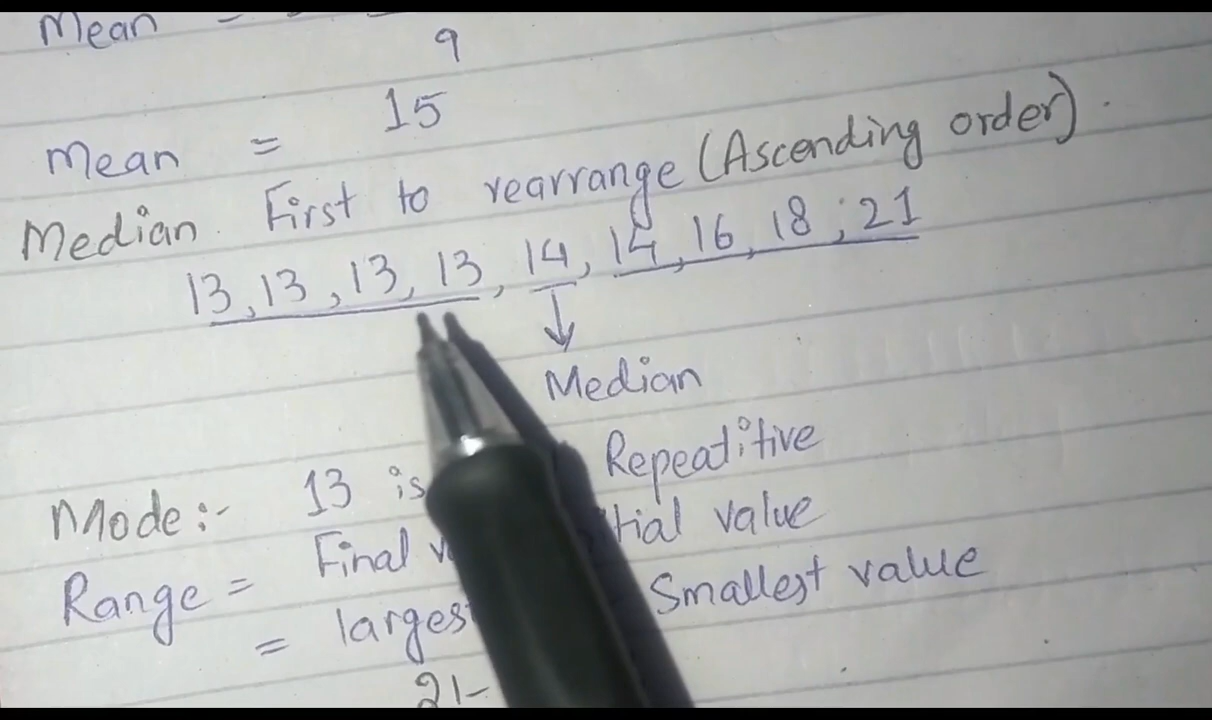 Mean =
9
Mean = 15
Median. First to rearrange (Ascending order).
13, 13, 13, 13, 14, 14, 16, 18, 21
Median
Mode:- 13 is Repeatitive
Range = Final v tial value
= larges Smallest value
21-